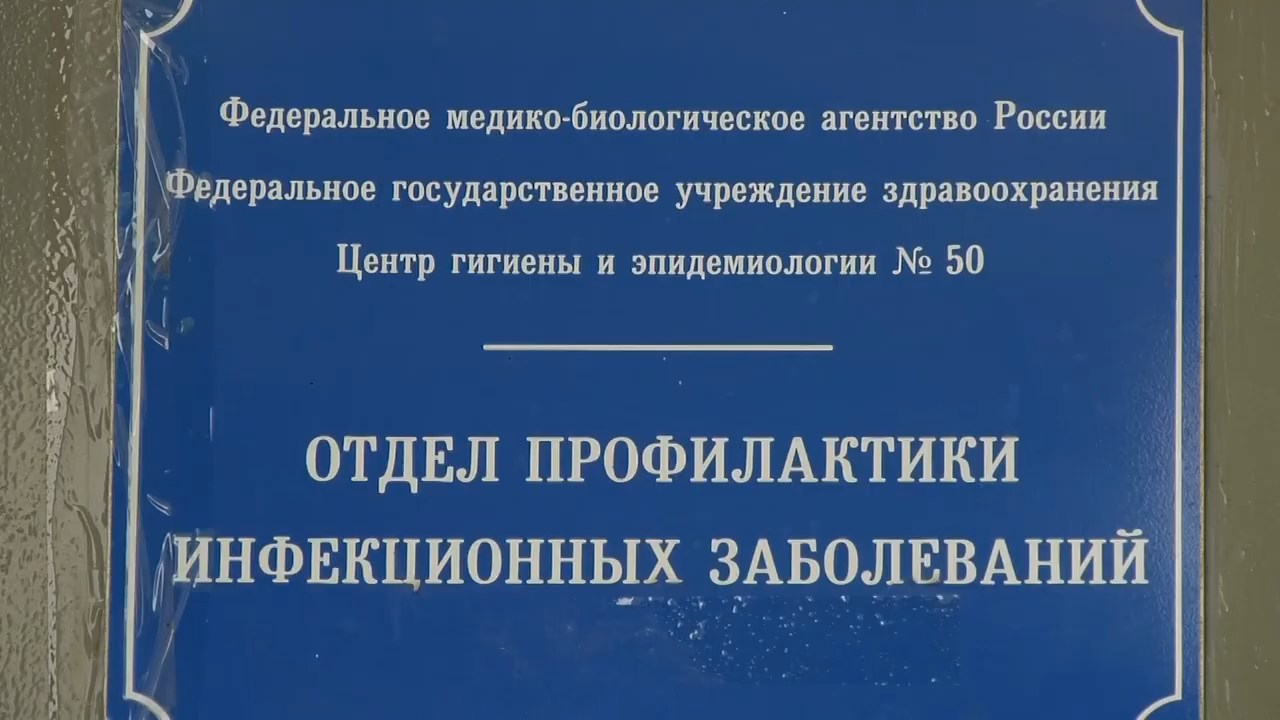 Федеральное медико-биологическое агентство России
Федеральное государственное учреждение здравоохранения
Центр гигиены и эпидемиологии № 50
ОТДЕЛ ПРОФИЛАКТИКИ
ИНФЕКЦИОННЫХ ЗАБОЛЕВАНИЙ